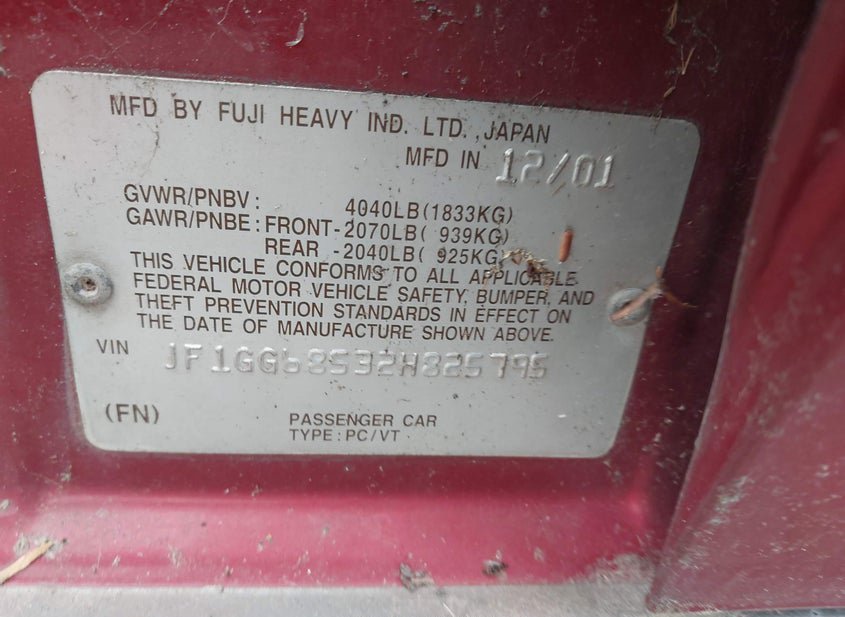 MFD BY FUJI HEAVY IND. LTD., JAPAN
MFD IN 12/01
GVWR/PNBV: 4040LB(1833KG)
GAWR/PNBE: FRONT-2070LB( 939KG)
REAR -2040LB( 925KG)
THIS VEHICLE CONFORMS TO ALL APPLICABLE
FEDERAL MOTOR VEHICLE SAFETY, BUMPER, AND
THEFT PREVENTION STANDARDS IN EFFECT ON
THE DATE OF MANUFACTURE SHOWN ABOVE.
VIN JF1GG68532H825795
(FN) PASSENGER CAR
TYPE: PC/VT